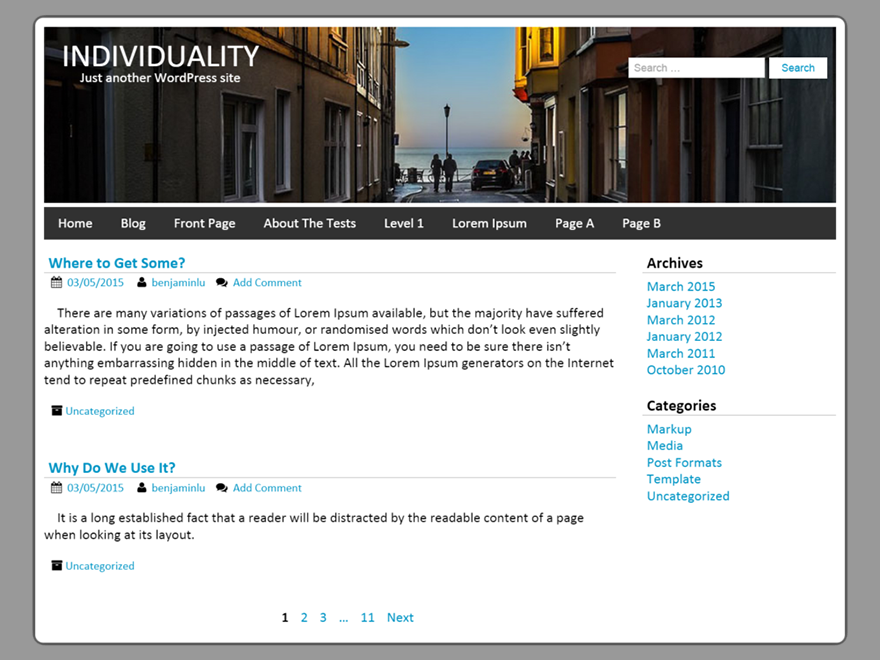 INDIVIDUALITY
Just another WordPress site
Search ...
Search
Home Blog Front Page About The Tests Level 1 Lorem Ipsum Page A Page B
Where to Get Some?
03/05/2015 benjaminlu Add Comment
There are many variations of passages of Lorem Ipsum available, but the majority have suffered
alteration in some form, by injected humour, or randomised words which don’t look even slightly
believable. If you are going to use a passage of Lorem Ipsum, you need to be sure there isn’t
anything embarrassing hidden in the middle of text. All the Lorem Ipsum generators on the Internet
tend to repeat predefined chunks as necessary,
Uncategorized
Why Do We Use It?
03/05/2015 benjaminlu Add Comment
It is a long established fact that a reader will be distracted by the readable content of a page
when looking at its layout.
Uncategorized
1 2 3 ... 11 Next
Archives
March 2015
January 2013
March 2012
January 2012
March 2011
October 2010
Categories
Markup
Media
Post Formats
Template
Uncategorized